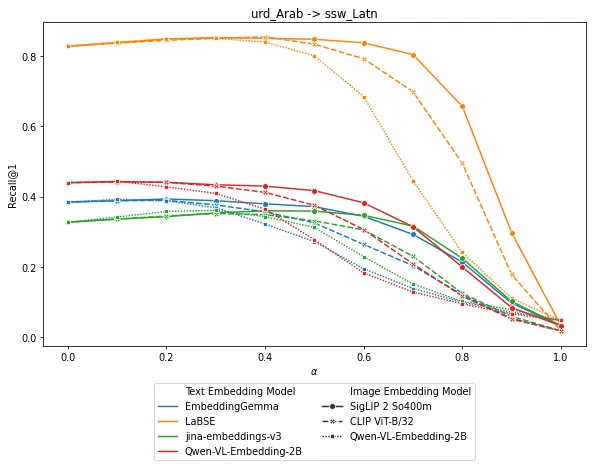 urd_Arab -> ssw_Latn
Recall@1
0.8
0.6
0.4
0.2
0.0
0.0 0.2 0.4 0.6 0.8 1.0
α
Text Embedding Model
EmbeddingGemma
LaBSE
jina-embeddings-v3
Qwen-VL-Embedding-2B
Image Embedding Model
SigLIP 2 So400m
CLIP ViT-B/32
Qwen-VL-Embedding-2B